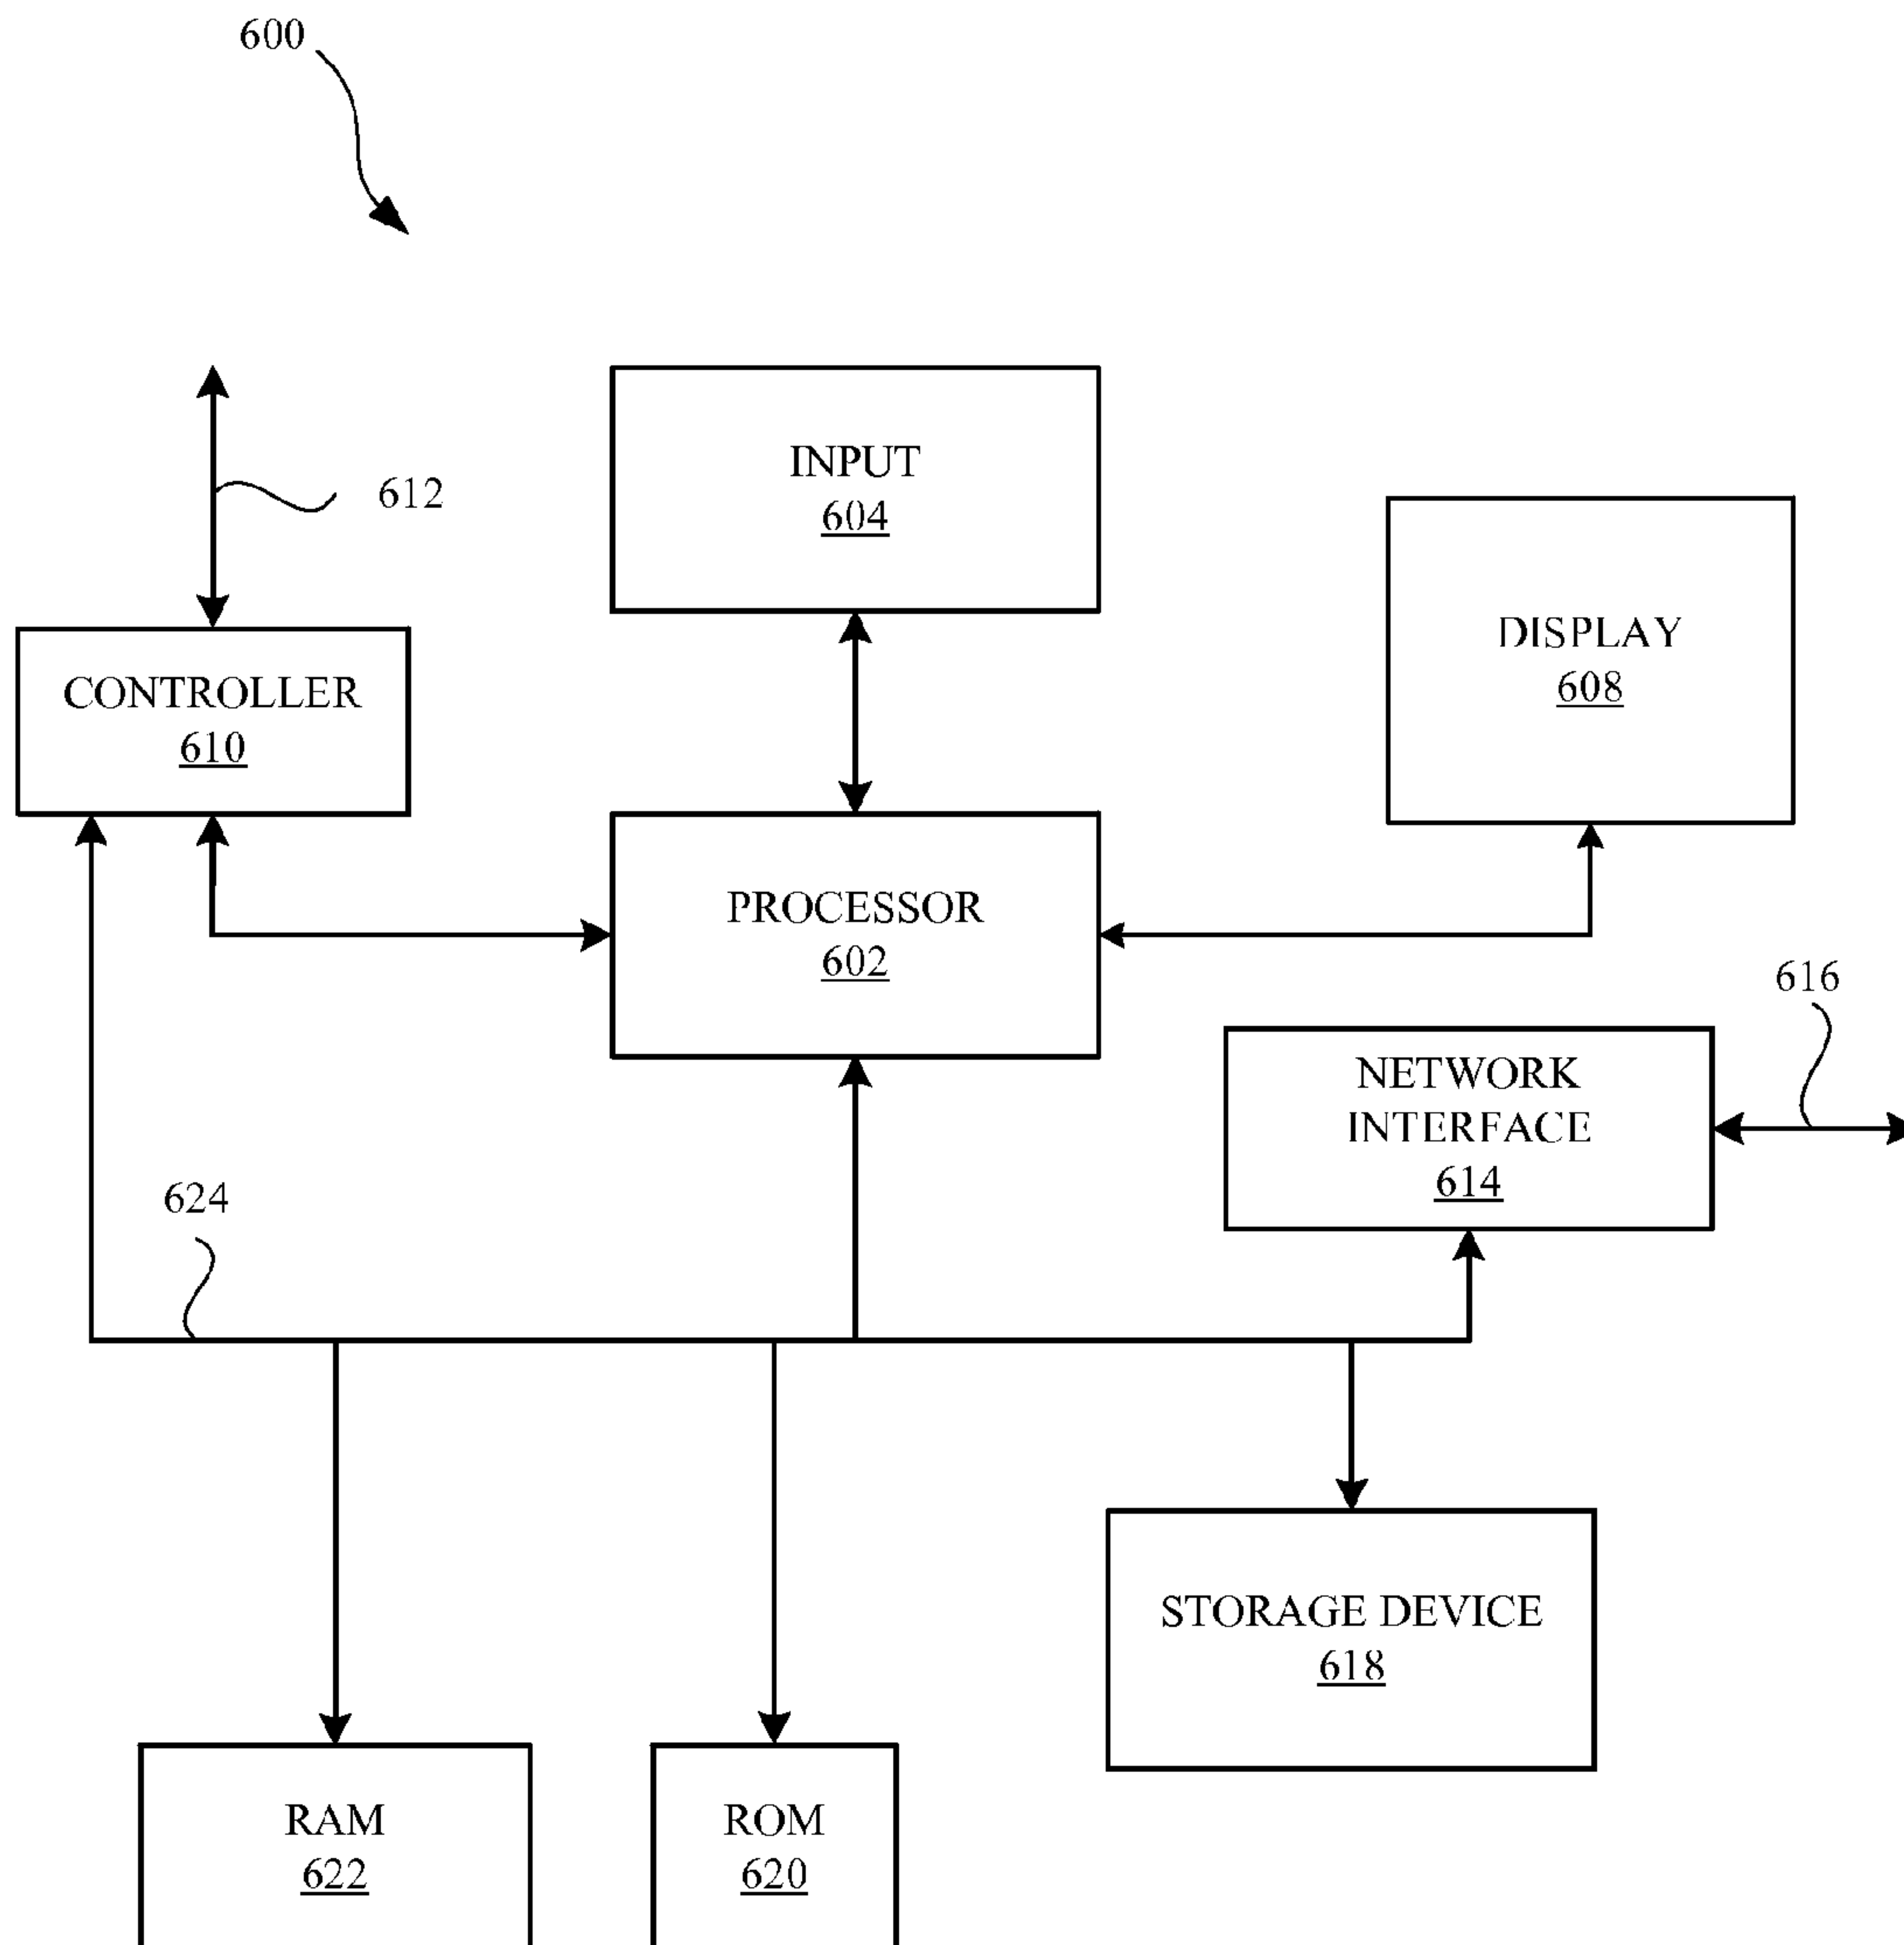 600
INPUT
604
612
DISPLAY
608
CONTROLLER
610
PROCESSOR
602
616
NETWORK
INTERFACE
614
624
STORAGE DEVICE
618
RAM
622
ROM
620